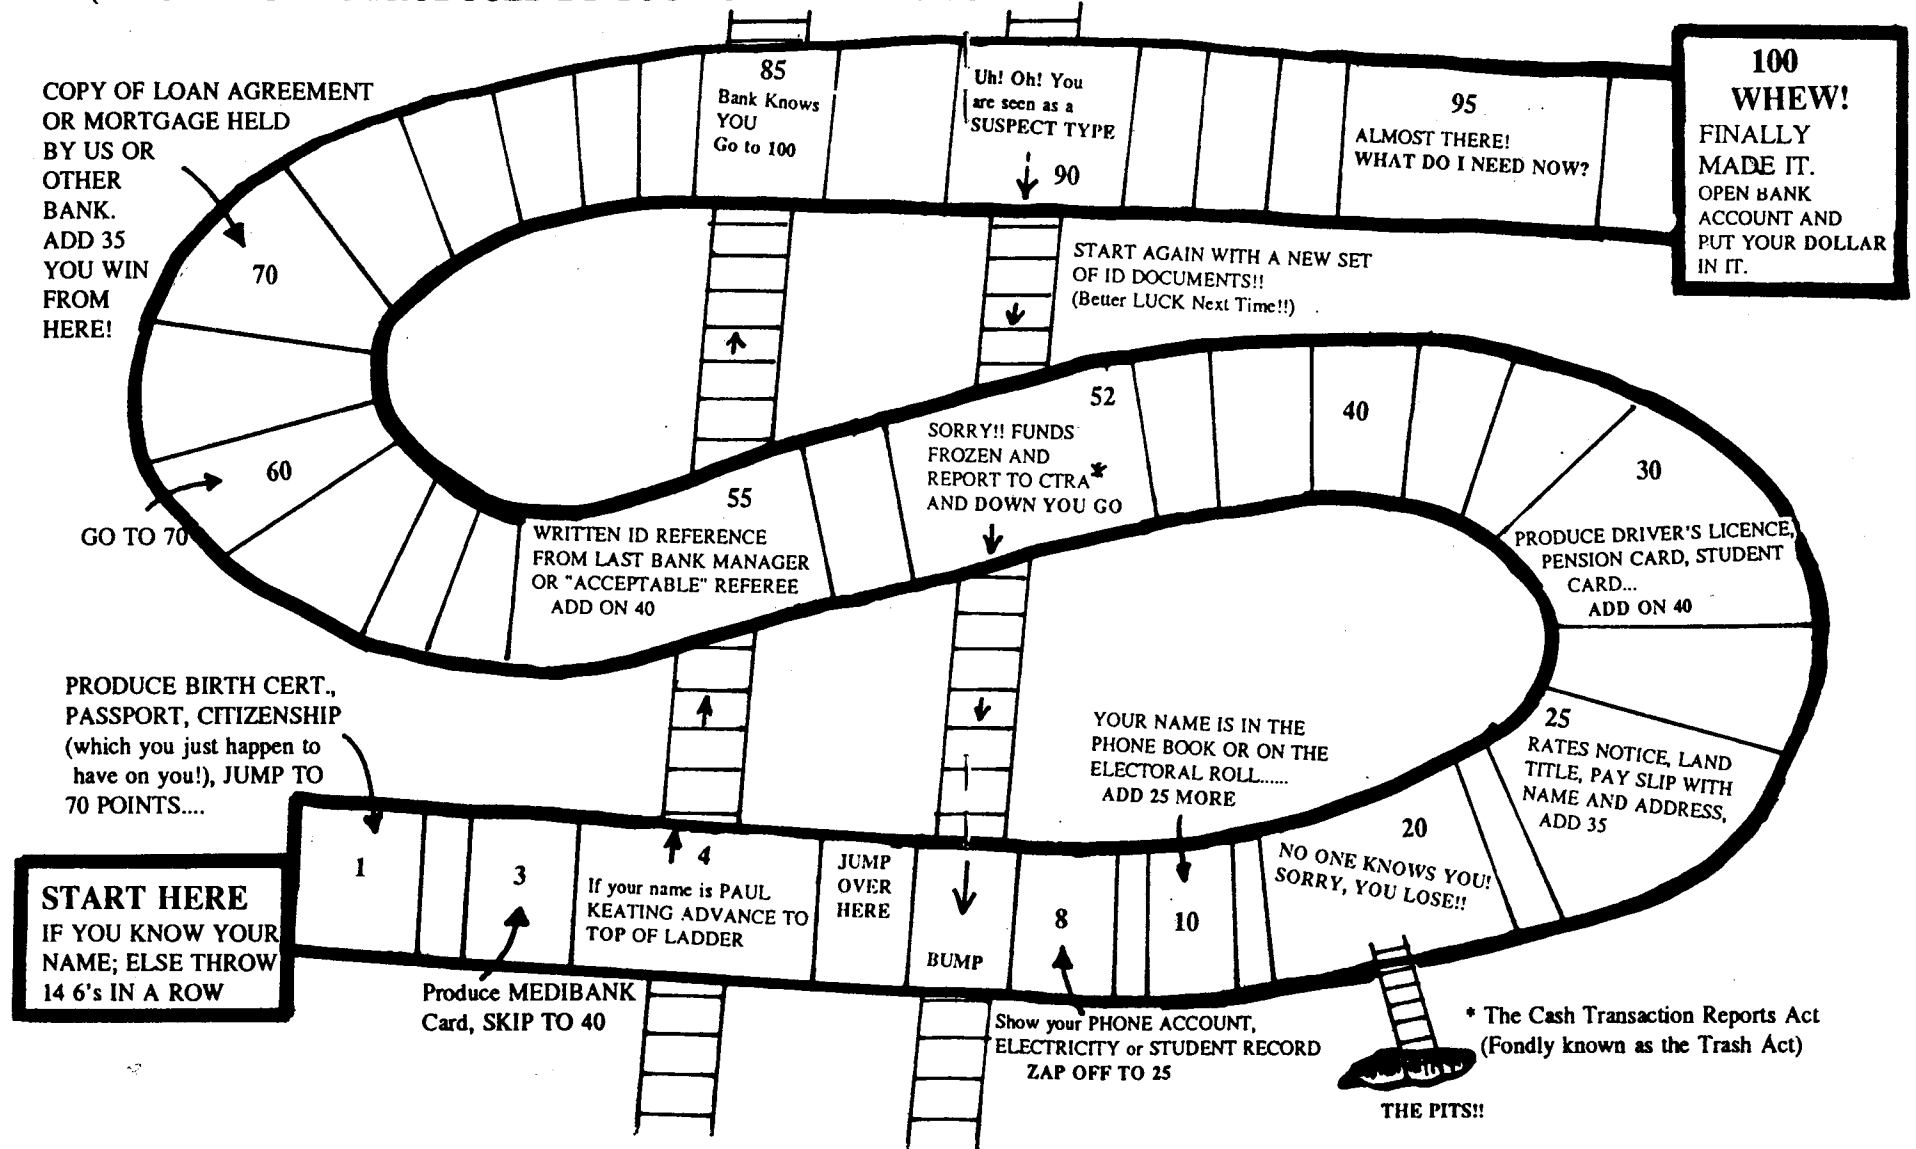 COPY OF LOAN AGREEMENT
OR MORTGAGE HELD
BY US OR
OTHER
BANK.
ADD 35
YOU WIN
FROM
HERE!
85
Bank Knows
YOU
Go to 100
Uh! Oh! You
are seen as a
SUSPECT TYPE
90
95
ALMOST THERE!
WHAT DO I NEED NOW?
100
WHEW!
FINALLY
MADE IT.
OPEN BANK
ACCOUNT AND
PUT YOUR DOLLAR
IN IT.
START AGAIN WITH A NEW SET
OF ID DOCUMENTS!!
(Better LUCK Next Time!!)
70
60
GO TO 70
55
WRITTEN ID REFERENCE
FROM LAST BANK MANAGER
OR "ACCEPTABLE" REFEREE
ADD ON 40
52
SORRY!! FUNDS
FROZEN AND
REPORT TO CTRA*
AND DOWN YOU GO
40
30
PRODUCE DRIVER'S LICENCE,
PENSION CARD, STUDENT
CARD...
ADD ON 40
25
RATES NOTICE, LAND
TITLE, PAY SLIP WITH
NAME AND ADDRESS,
ADD 35
PRODUCE BIRTH CERT.,
PASSPORT, CITIZENSHIP
(which you just happen to
have on you!), JUMP TO
70 POINTS....
YOUR NAME IS IN THE
PHONE BOOK OR ON THE
ELECTORAL ROLL......
ADD 25 MORE
START HERE
IF YOU KNOW YOUR
NAME; ELSE THROW
14 6's IN A ROW
1
3
Produce MEDIBANK
Card, SKIP TO 40
4
If your name is PAUL
KEATING ADVANCE TO
TOP OF LADDER
JUMP
OVER
HERE
BUMP
8
Show your PHONE ACCOUNT,
ELECTRICITY or STUDENT RECORD
ZAP OFF TO 25
10
20
NO ONE KNOWS YOU!
SORRY, YOU LOSE!!
THE PITS!!
* The Cash Transaction Reports Act
(Fondly known as the Trash Act)